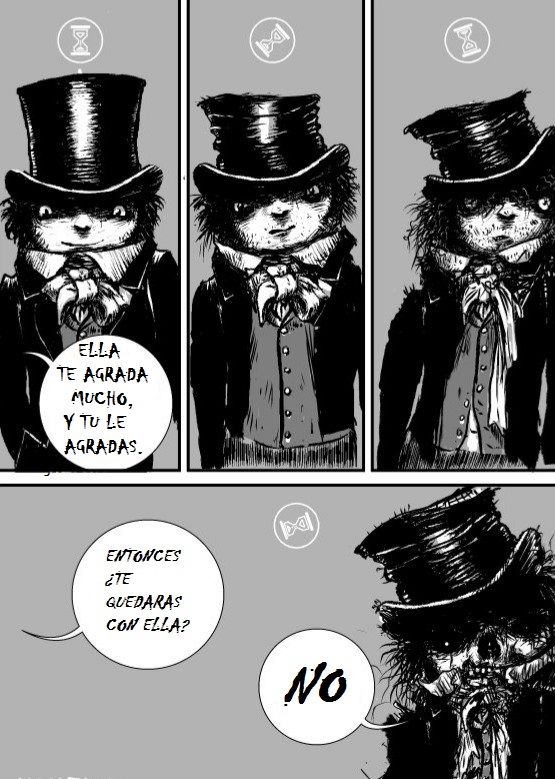 ELLA
TE AGRADA
MUCHO,
Y TU LE
AGRADAS.
ENTONCES
¿TE
QUEDARAS
CON ELLA?
NO